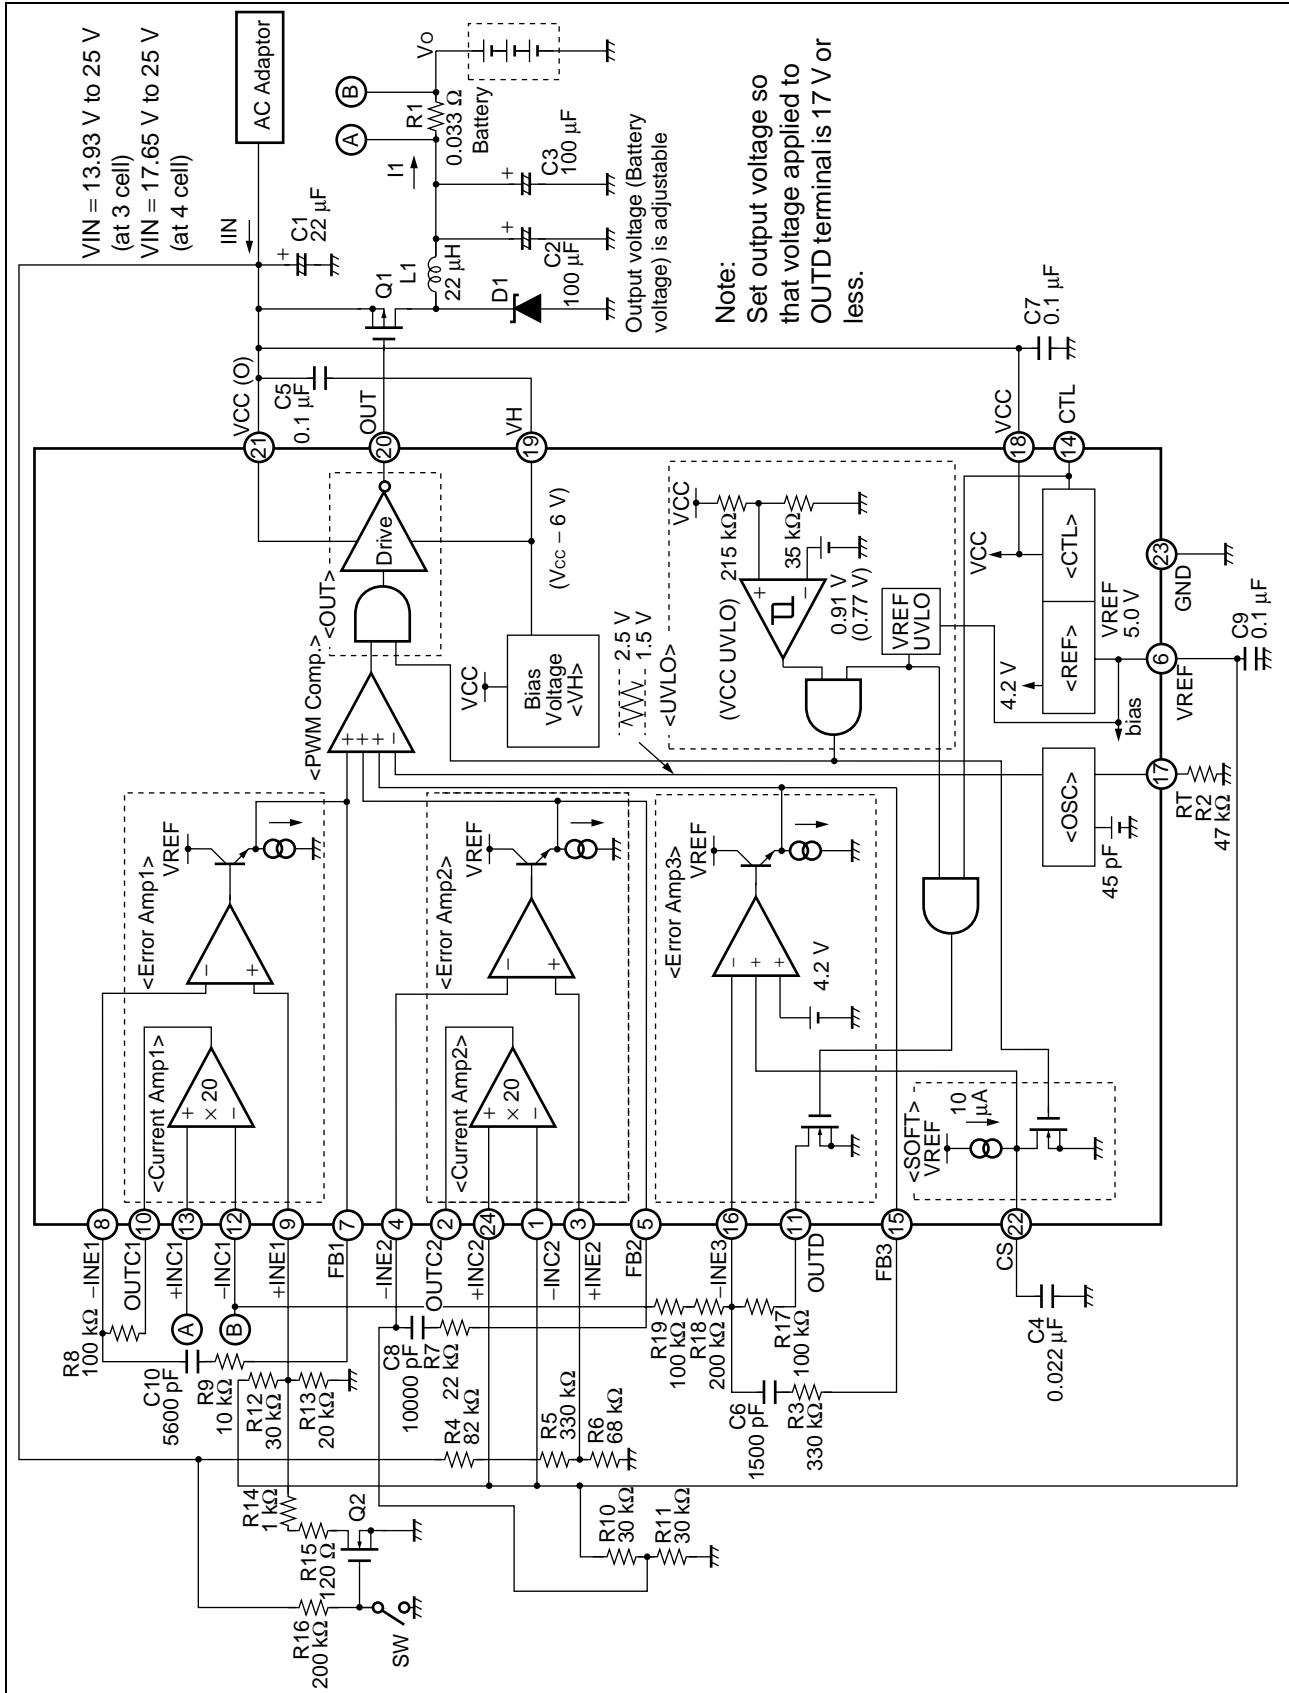 VIN = 13.93 V to 25 V
(at 3 cell)
VIN = 17.65 V to 25 V
(at 4 cell)
AC Adaptor
IIN
C1
22 µF
Q1
L1
22 µH
I1
A
B
R1
0.033 Ω
VO
Battery
D1
C2
100 µF
C3
100 µF
Output voltage (Battery
voltage) is adjustable
Note:
Set output voltage so
that voltage applied to
OUTD terminal is 17 V or
less.
C7
0.1 µF
VCC (O)
21
C5
0.1 µF
OUT
20
VH
19
VCC
18
CTL
14
<OUT>
Drive
(VCC − 6 V)
<PWM Comp.>
+
+
+
−
VCC
Bias
Voltage
<VH>
2.5 V
1.5 V
<UVLO>
(VCC UVLO)
VCC
215 kΩ
35 kΩ
+
−
0.91 V
(0.77 V)
VREF
UVLO
VCC
<CTL>
<REF>
VREF
5.0 V
4.2 V
bias
<OSC>
45 pF
23
GND
6
VREF
C9
0.1 µF
17
RT
R2
47 kΩ
<Error Amp1>
VREF
−
+
<Current Amp1>
+
× 20
−
<Error Amp2>
VREF
−
+
<Current Amp2>
+
× 20
−
<Error Amp3>
VREF
−
+
+
4.2 V
<SOFT>
VREF
10
µA
8
−INE1
10
OUTC1
13
+INC1
12
−INC1
9
+INE1
7
FB1
4
−INE2
2
OUTC2
24
+INC2
1
−INC2
3
+INE2
5
FB2
16
−INE3
11
OUTD
15
FB3
22
CS
R8
100 kΩ
A
B
C10
5600 pF
R9
10 kΩ
R12
30 kΩ
R13
20 kΩ
C8
10000 pF
R7
22 kΩ
R4
82 kΩ
R5
330 kΩ
R6
68 kΩ
R19
100 kΩ
R18
200 kΩ
R17
100 kΩ
C6
1500 pF
R3
330 kΩ
C4
0.022 µF
R14
1 kΩ
R15
120 Ω
Q2
R16
200 kΩ
SW
R10
30 kΩ
R11
30 kΩ